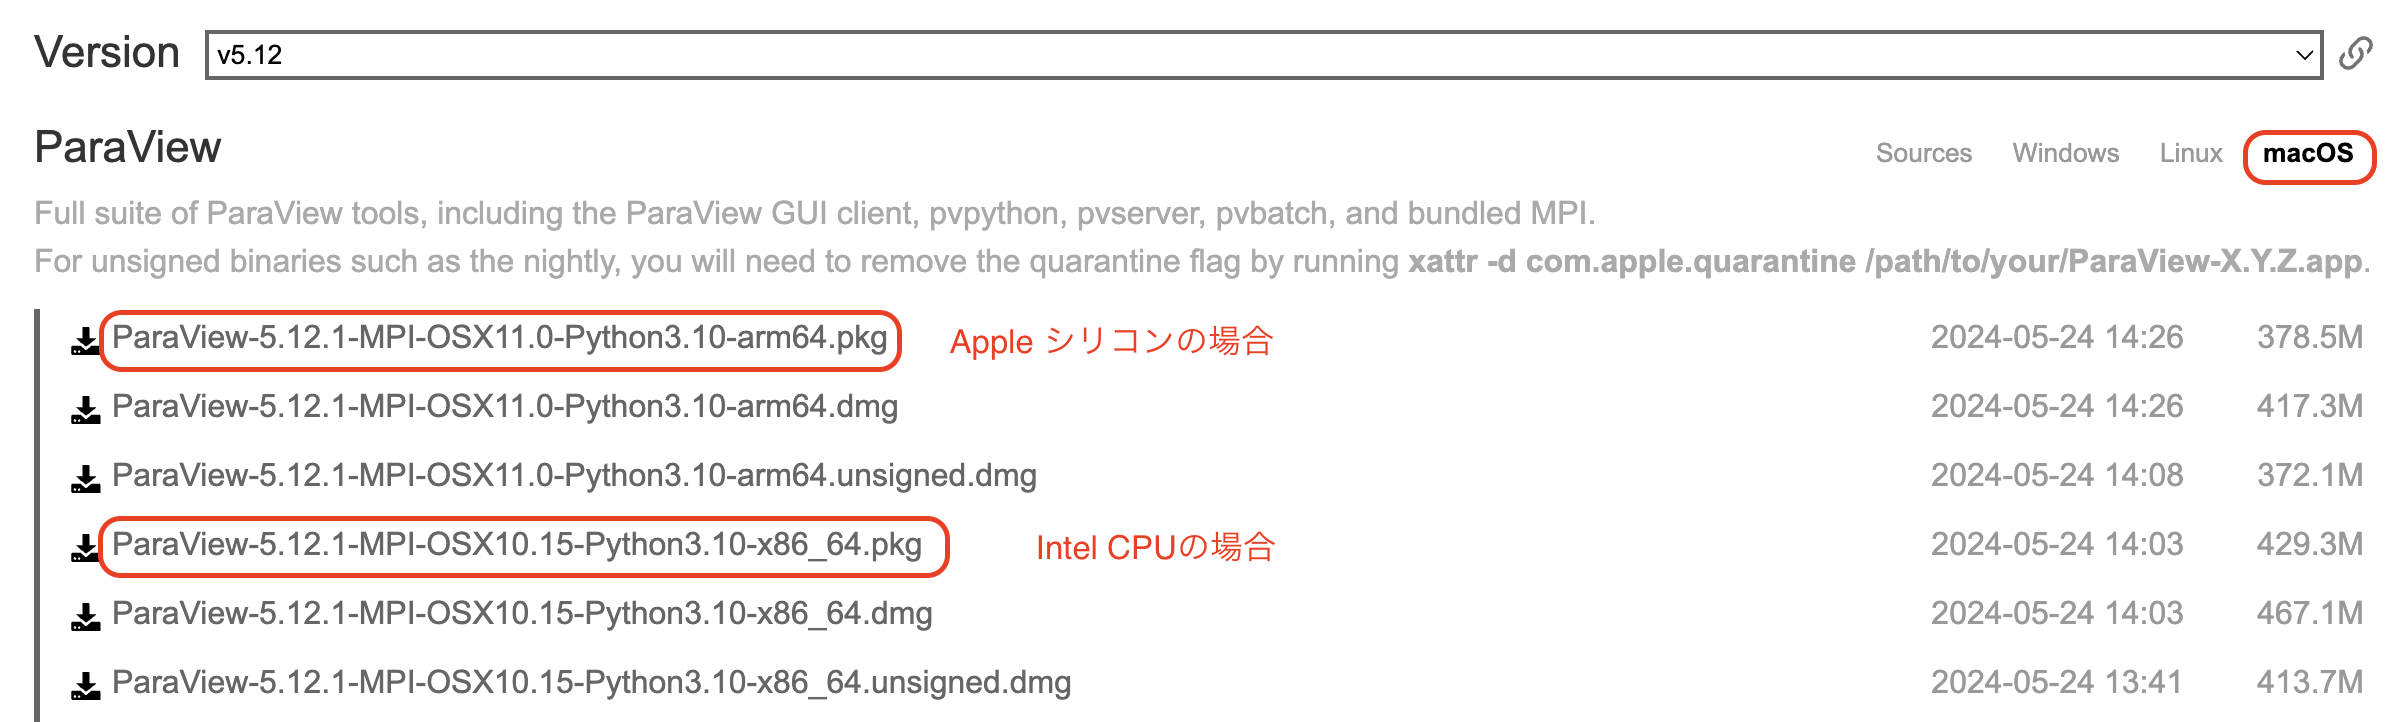 Version v5.12
ParaView Sources Windows Linux macOS
Full suite of ParaView tools, including the ParaView GUI client, pvpython, pvserver, pvbatch, and bundled MPI.
For unsigned binaries such as the nightly, you will need to remove the quarantine flag by running xattr -d com.apple.quarantine /path/to/your/ParaView-X.Y.Z.app.
ParaView-5.12.1-MPI-OSX11.0-Python3.10-arm64.pkg Apple シリコンの場合 2024-05-24 14:26 378.5M
ParaView-5.12.1-MPI-OSX11.0-Python3.10-arm64.dmg 2024-05-24 14:26 417.3M
ParaView-5.12.1-MPI-OSX11.0-Python3.10-arm64.unsigned.dmg 2024-05-24 14:08 372.1M
ParaView-5.12.1-MPI-OSX10.15-Python3.10-x86_64.pkg Intel CPUの場合 2024-05-24 14:03 429.3M
ParaView-5.12.1-MPI-OSX10.15-Python3.10-x86_64.dmg 2024-05-24 14:03 467.1M
ParaView-5.12.1-MPI-OSX10.15-Python3.10-x86_64.unsigned.dmg 2024-05-24 13:41 413.7M